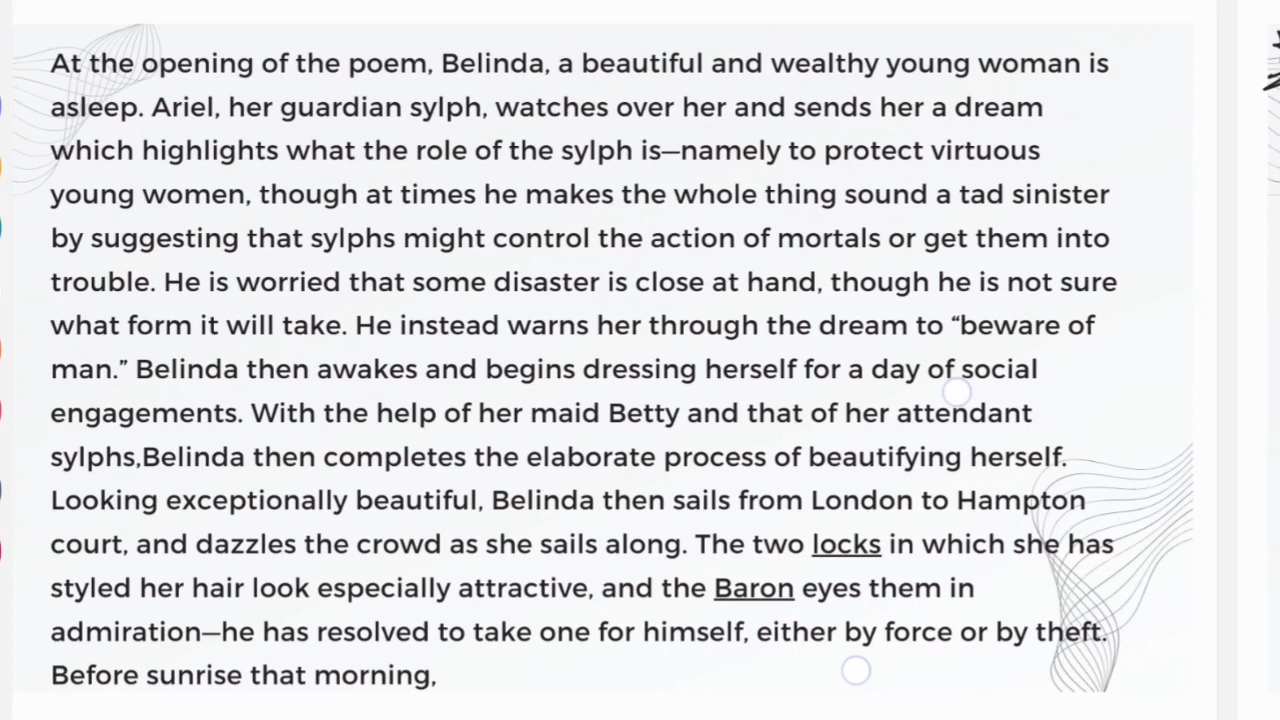 At the opening of the poem, Belinda, a beautiful and wealthy young woman is
asleep. Ariel, her guardian sylph, watches over her and sends her a dream
which highlights what the role of the sylph is—namely to protect virtuous
young women, though at times he makes the whole thing sound a tad sinister
by suggesting that sylphs might control the action of mortals or get them into
trouble. He is worried that some disaster is close at hand, though he is not sure
what form it will take. He instead warns her through the dream to “beware of
man.” Belinda then awakes and begins dressing herself for a day of social
engagements. With the help of her maid Betty and that of her attendant
sylphs,Belinda then completes the elaborate process of beautifying herself.
Looking exceptionally beautiful, Belinda then sails from London to Hampton
court, and dazzles the crowd as she sails along. The two locks in which she has
styled her hair look especially attractive, and the Baron eyes them in
admiration—he has resolved to take one for himself, either by force or by theft.
Before sunrise that morning,